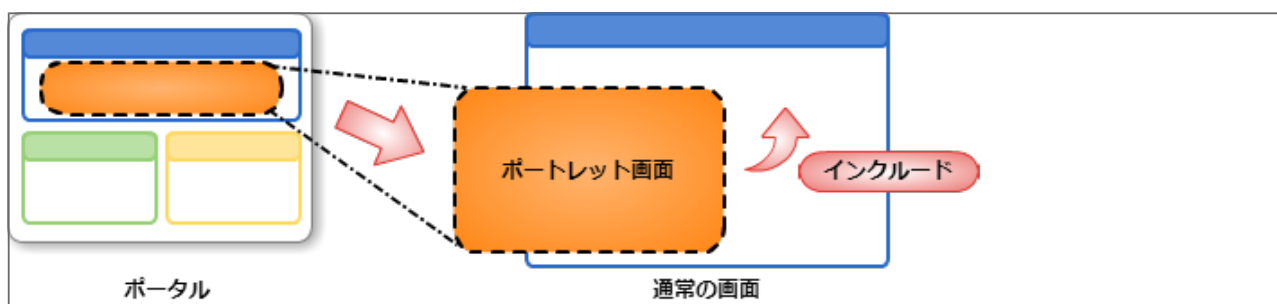 ポートレット画面
インクルード
ポータル
通常の画面